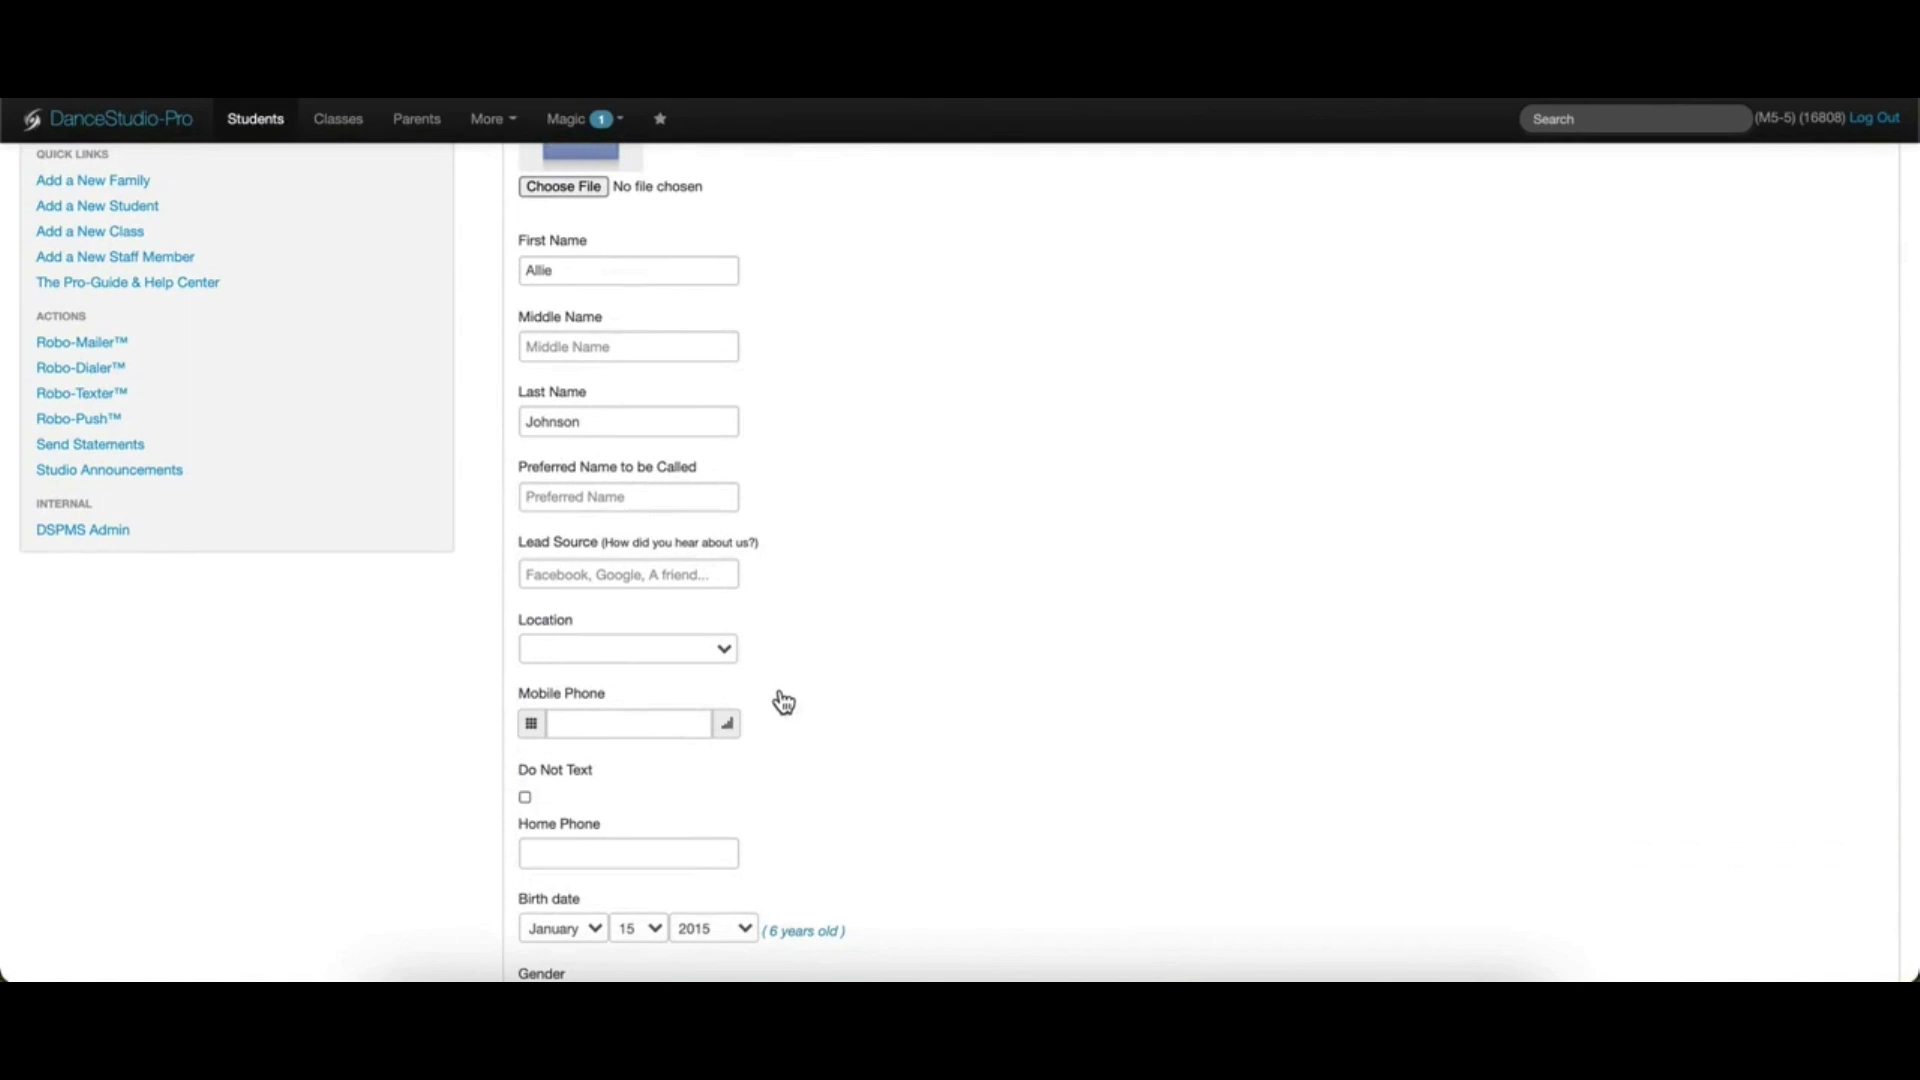 DanceStudio-Pro Students Classes Parents More Magic 1 Search (M5-5) (16808) Log Out
QUICK LINKS
Add a New Family
Add a New Student
Add a New Class
Add a New Staff Member
The Pro-Guide & Help Center
ACTIONS
Robo-Mailer™
Robo-Dialer™
Robo-Texter™
Robo-Push™
Send Statements
Studio Announcements
INTERNAL
DSPMS Admin
Choose File No file chosen
First Name
Allie
Middle Name
Middle Name
Last Name
Johnson
Preferred Name to be Called
Preferred Name
Lead Source (How did you hear about us?)
Facebook, Google, A friend...
Location
Mobile Phone
Do Not Text
Home Phone
Birth date
January 15 2015 ( 6 years old )
Gender